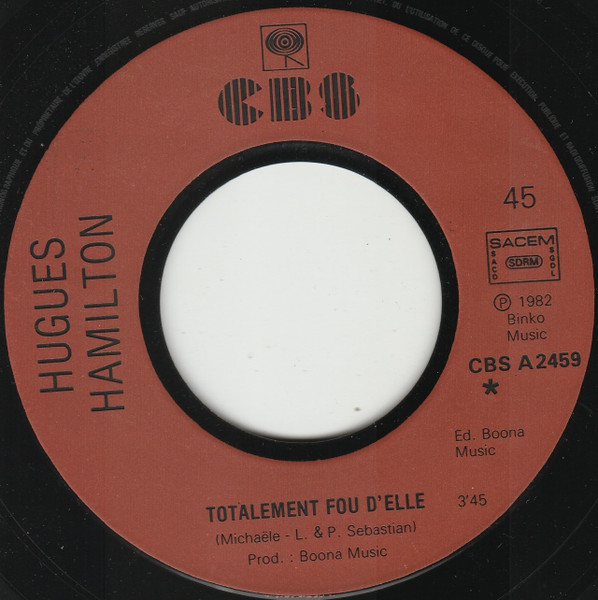 CBS
HUGUES
HAMILTON
45
SACEM
SACD
SDRM
SGDL
℗ 1982
Binko
Music
CBS A 2459
*
Ed. Boona
Music
TOTALEMENT FOU D'ELLE 3'45
(Michaële - L. & P. Sebastian)
Prod. : Boona Music